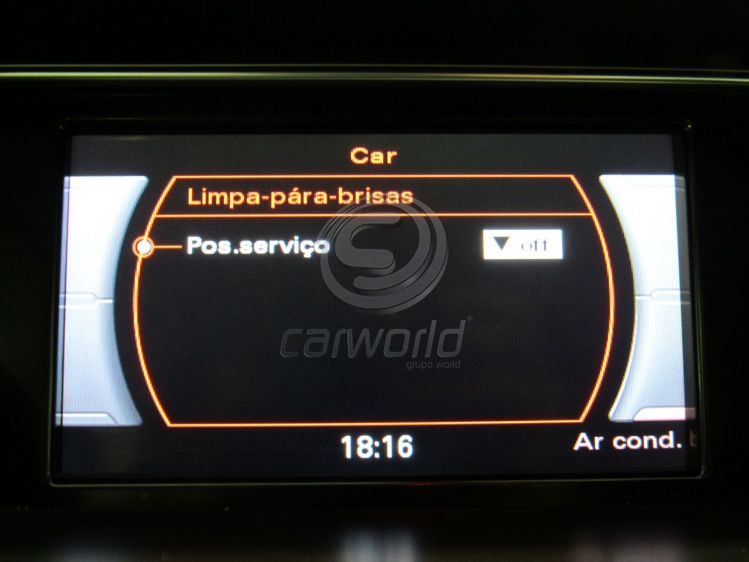 Car
Limpa-pára-brisas
Pos.serviço
off
carworld®
grupo world
18:16
Ar cond.